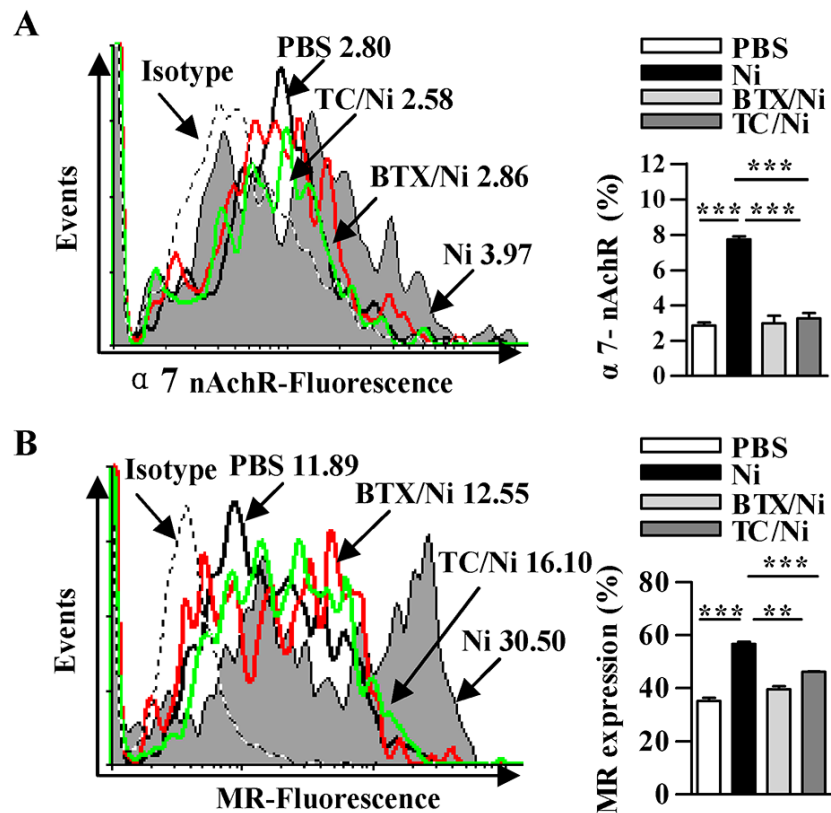 A
Isotype
PBS 2.80
TC/Ni 2.58
BTX/Ni 2.86
Ni 3.97
Events
α 7 nAchR-Fluorescence
PBS
Ni
BTX/Ni
TC/Ni
α 7- nAchR (%)
12
10
8
6
4
2
0
***
*** ***
B
Isotype
PBS 11.89
BTX/Ni 12.55
TC/Ni 16.10
Ni 30.50
Events
MR-Fluorescence
PBS
Ni
BTX/Ni
TC/Ni
MR expression (%)
80
60
40
20
0
***
*** **